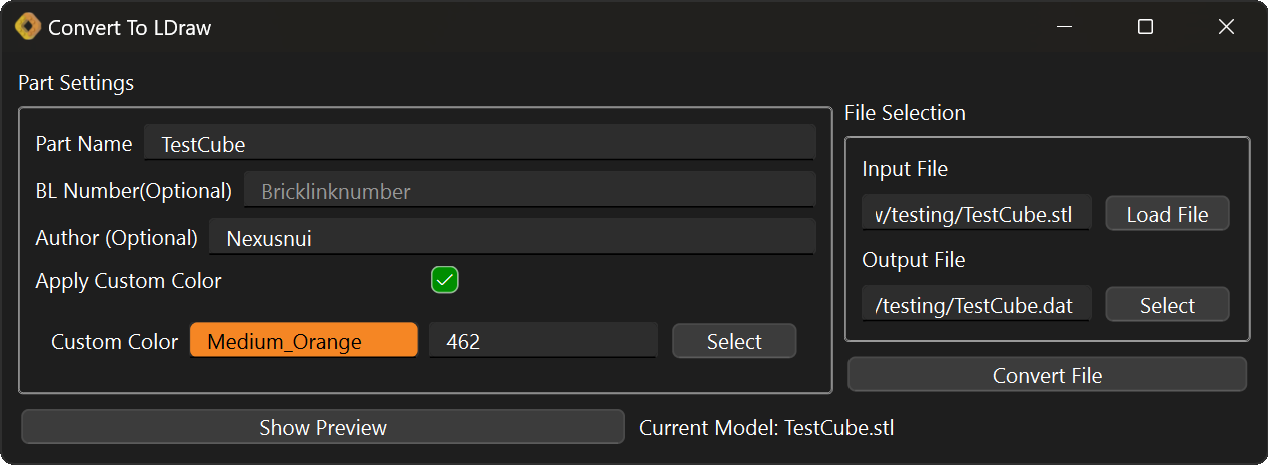 Convert To LDraw
Part Settings
Part Name TestCube
BL Number(Optional) Bricklinknumber
Author (Optional) Nexusnui
Apply Custom Color
Custom Color Medium_Orange 462 Select
Show Preview
Current Model: TestCube.stl
File Selection
Input File
/testing/TestCube.stl Load File
Output File
/testing/TestCube.dat Select
Convert File